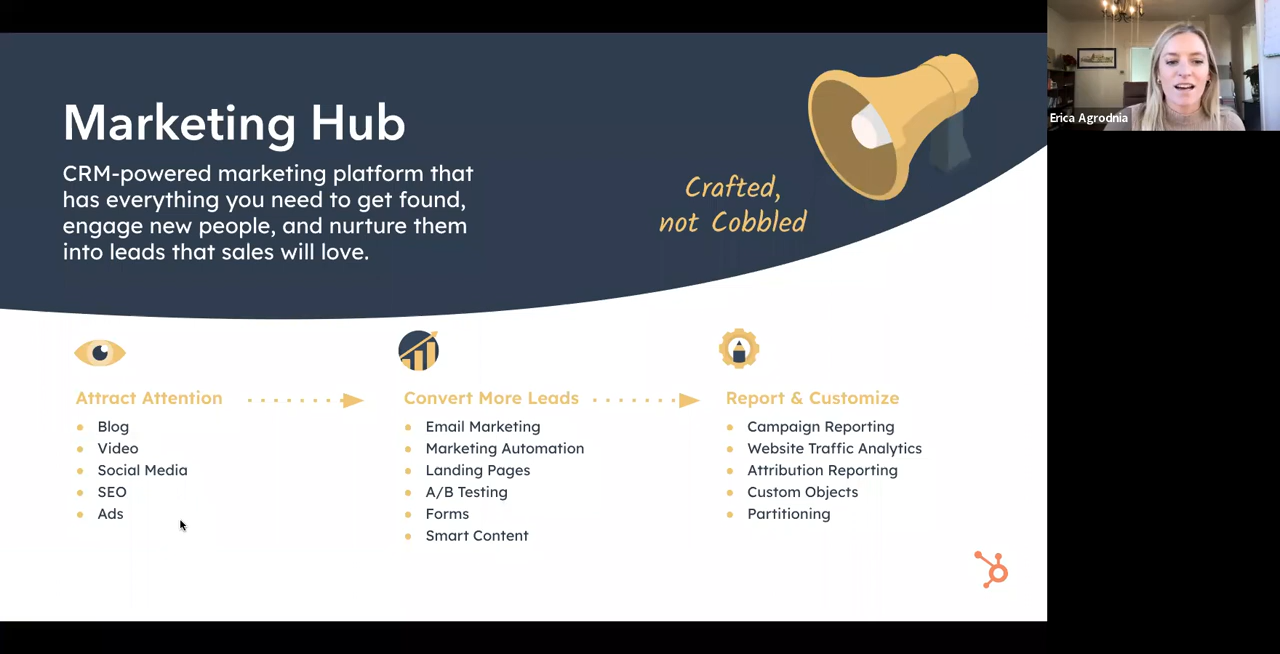 Marketing Hub
CRM-powered marketing platform that
has everything you need to get found,
engage new people, and nurture them
into leads that sales will love.
Crafted,
not Cobbled
Erica Agrodnia
Attract Attention
Blog
Video
Social Media
SEO
Ads
Convert More Leads
Email Marketing
Marketing Automation
Landing Pages
A/B Testing
Forms
Smart Content
Report & Customize
Campaign Reporting
Website Traffic Analytics
Attribution Reporting
Custom Objects
Partitioning